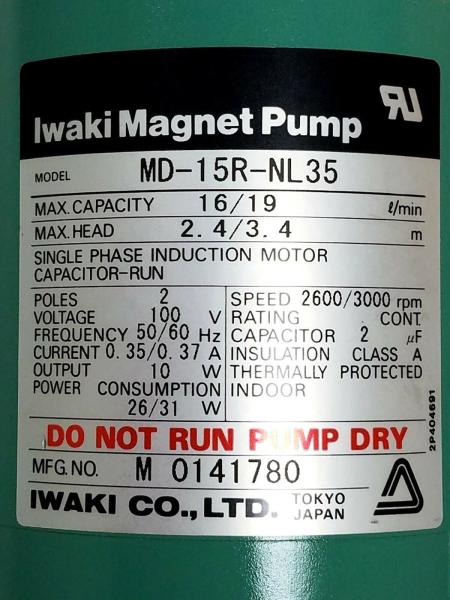 Iwaki Magnet Pump
MODEL MD-15R-NL35
MAX. CAPACITY 16/19 ℓ/min
MAX. HEAD 2.4/3.4 m
SINGLE PHASE INDUCTION MOTOR
CAPACITOR-RUN
POLES 2
VOLTAGE 100 V
FREQUENCY 50/60 Hz
CURRENT 0.35/0.37 A
OUTPUT 10 W
POWER CONSUMPTION
26/31 W
SPEED 2600/3000 rpm
RATING CONT.
CAPACITOR 2 μF
INSULATION CLASS A
THERMALLY PROTECTED
INDOOR
2P404691
DO NOT RUN PUMP DRY
MFG. NO. M 0141780
IWAKI CO., LTD. TOKYO
JAPAN